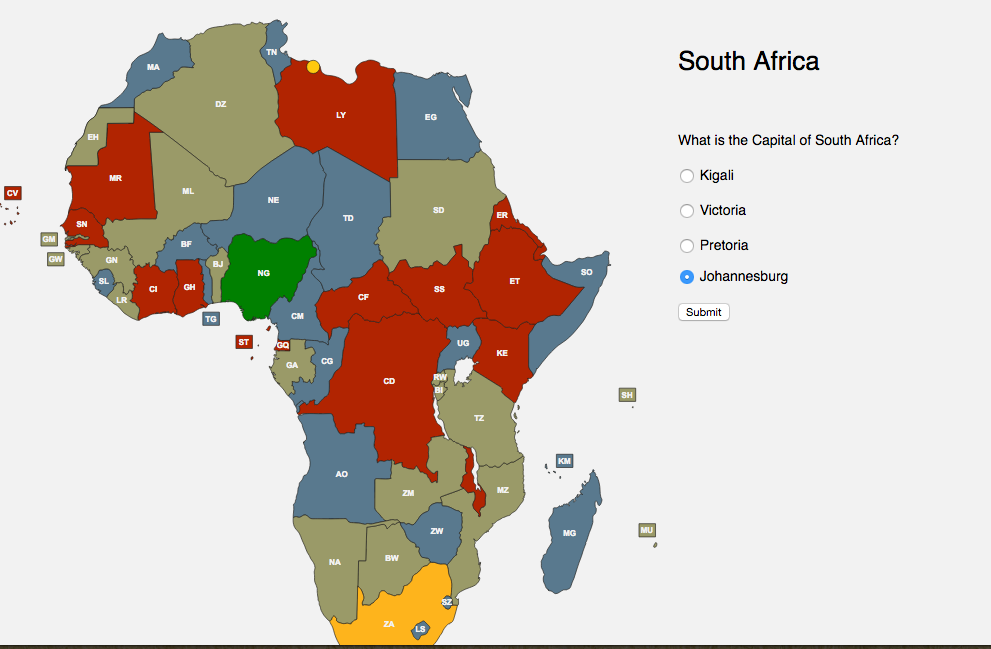 South Africa
What is the Capital of South Africa?
Kigali
Victoria
Pretoria
Johannesburg
Submit
TN
MA
DZ
LY
EG
EH
MR
ML
NE
CV
TD
SD
ER
SN
GM
GW
BF
GN
BJ
NG
SO
SL
CI
GH
ET
SS
LR
CF
TG
CM
ST
GQ
UG
KE
GA
CG
CD
RW
BI
SH
TZ
KM
AO
ZM
MZ
ZW
MG
MU
NA
BW
SZ
ZA
LS